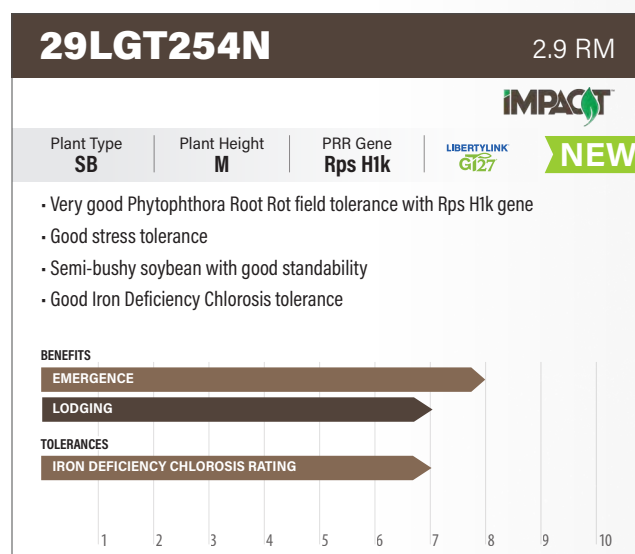 29LGT254N
2.9 RM
IMPACT™
Plant Type
SB
Plant Height
M
PRR Gene
Rps H1k
LIBERTYLINK
GT27
NEW
• Very good Phytophthora Root Rot field tolerance with Rps H1k gene
• Good stress tolerance
• Semi-bushy soybean with good standability
• Good Iron Deficiency Chlorosis tolerance
BENEFITS
EMERGENCE
LODGING
TOLERANCES
IRON DEFICIENCY CHLOROSIS RATING
1 2 3 4 5 6 7 8 9 10